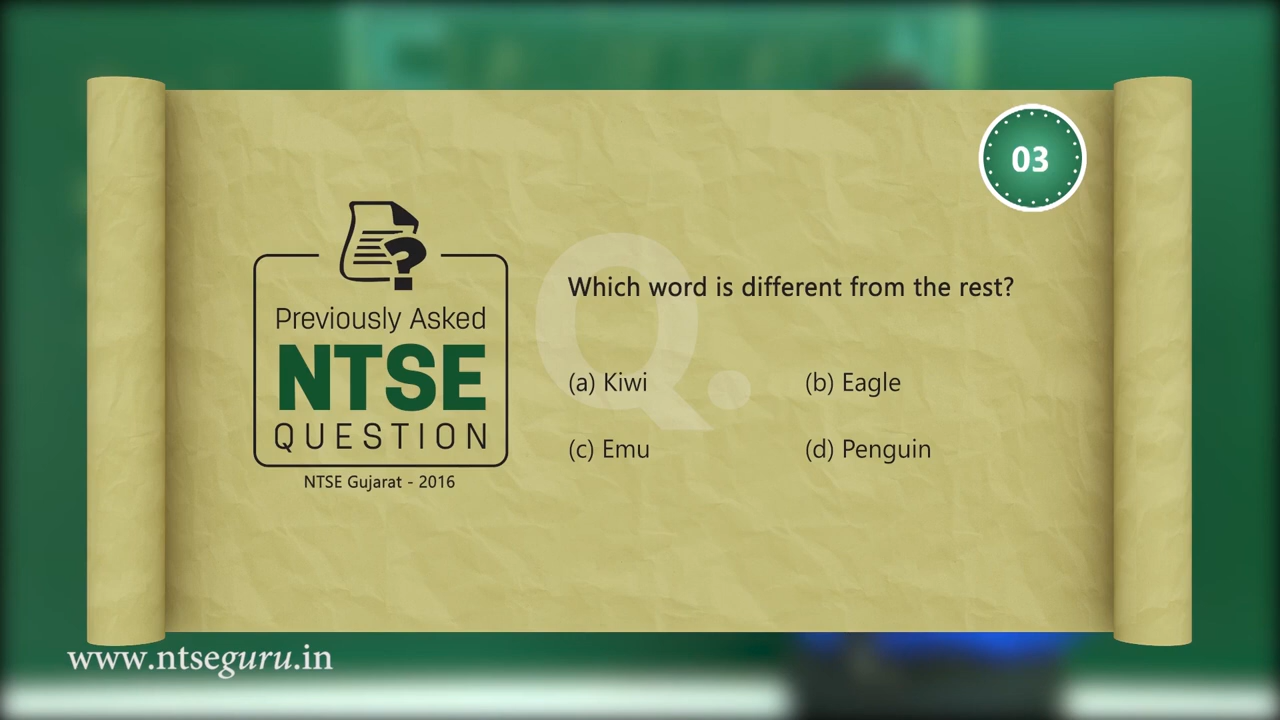 03
Previously Asked
NTSE
QUESTION
NTSE Gujarat - 2016
Q.
Which word is different from the rest?
(a) Kiwi (b) Eagle
(c) Emu (d) Penguin
www.ntseguru.in